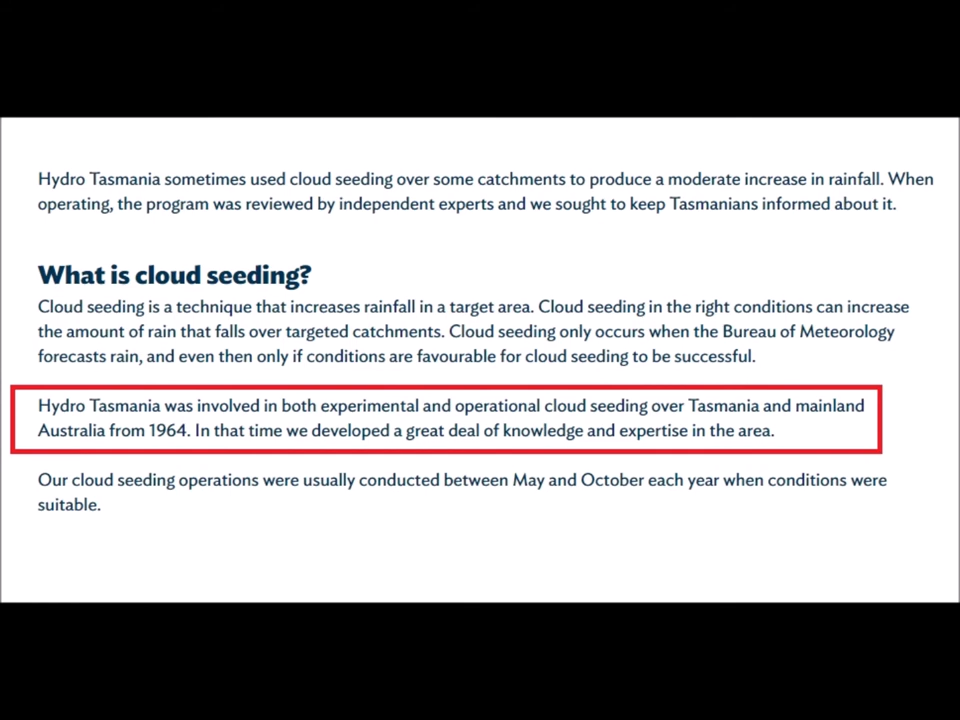 Hydro Tasmania sometimes used cloud seeding over some catchments to produce a moderate increase in rainfall. When
operating, the program was reviewed by independent experts and we sought to keep Tasmanians informed about it.
What is cloud seeding?
Cloud seeding is a technique that increases rainfall in a target area. Cloud seeding in the right conditions can increase
the amount of rain that falls over targeted catchments. Cloud seeding only occurs when the Bureau of Meteorology
forecasts rain, and even then only if conditions are favourable for cloud seeding to be successful.
Hydro Tasmania was involved in both experimental and operational cloud seeding over Tasmania and mainland
Australia from 1964. In that time we developed a great deal of knowledge and expertise in the area.
Our cloud seeding operations were usually conducted between May and October each year when conditions were
suitable.